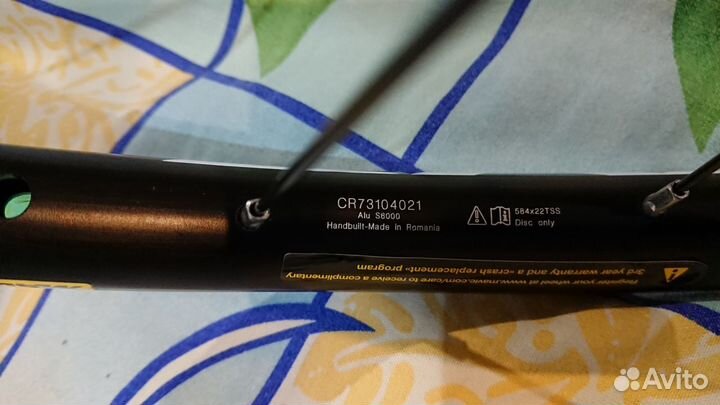 CR73104021
Alu S6000
Handbuilt-Made in Romania
584x22TSS
Disc only
Register your wheel at www.mavic.com/care to receive a complimentary
3rd year warranty and a «crash replacement» program
Avito